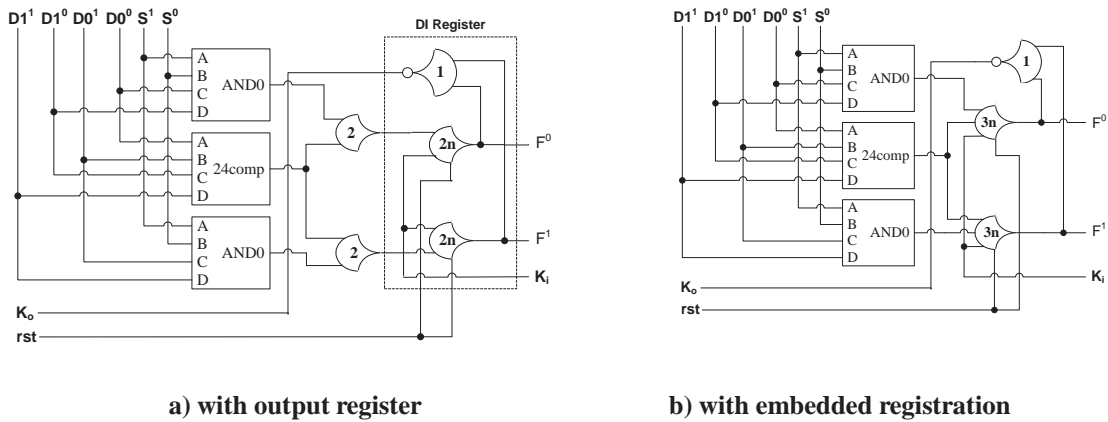 D1¹ D1⁰ D0¹ D0⁰ S¹ S⁰
DI Register
A
B
C
D
AND0
1
A
B
C
D
24comp
2
2n
F⁰
A
B
C
D
AND0
2
2n
F¹
Kᵢ
Kₒ
rst
a) with output register
D1¹ D1⁰ D0¹ D0⁰ S¹ S⁰
A
B
C
D
AND0
1
A
B
C
D
24comp
3n
F⁰
A
B
C
D
AND0
3n
F¹
Kᵢ
Kₒ
rst
b) with embedded registration